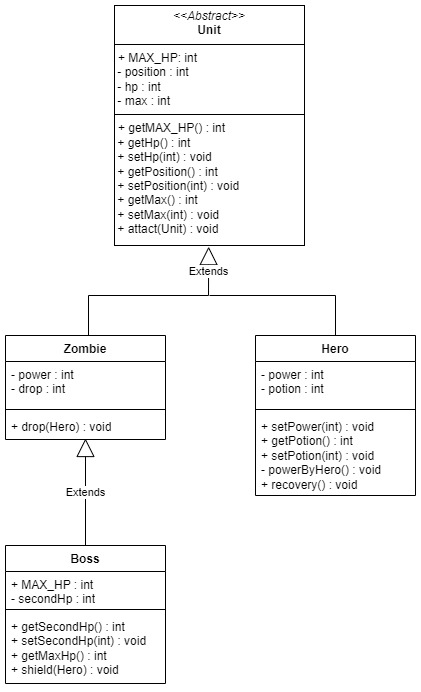 <<Abstract>>
Unit
+ MAX_HP: int
- position : int
- hp : int
- max : int
+ getMAX_HP() : int
+ getHp() : int
+ setHp(int) : void
+ getPosition() : int
+ setPosition(int) : void
+ getMax() : int
+ setMax(int) : void
+ attact(Unit) : void
Extends
Zombie
- power : int
- drop : int
+ drop(Hero) : void
Hero
- power : int
- potion : int
+ setPower(int) : void
+ getPotion() : int
+ setPotion(int) : void
- powerByHero() : void
+ recovery() : void
Extends
Boss
+ MAX_HP : int
- secondHp : int
+ getSecondHp() : int
+ setSecondHp(int) : void
+ getMaxHp() : int
+ shield(Hero) : void